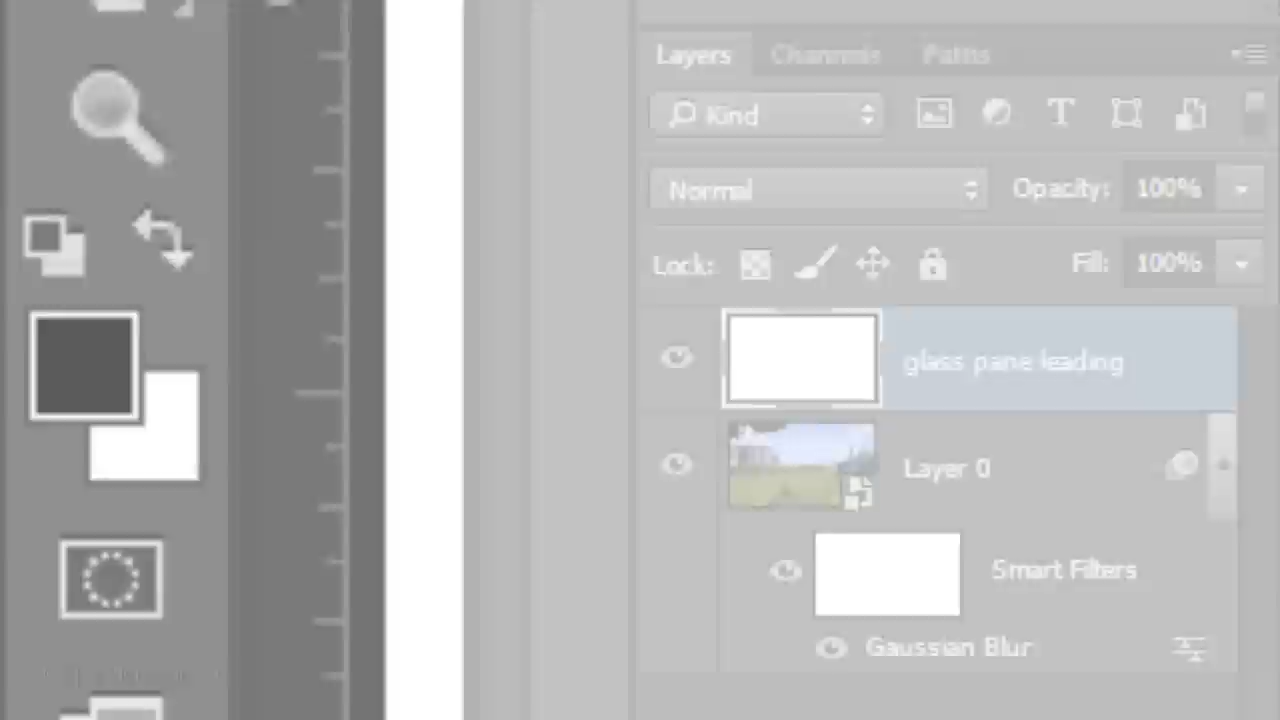 Layers Channels Paths
Kind
Normal Opacity: 100%
Lock: Fill: 100%
glass pane leading
Layer 0
Smart Filters
Gaussian Blur